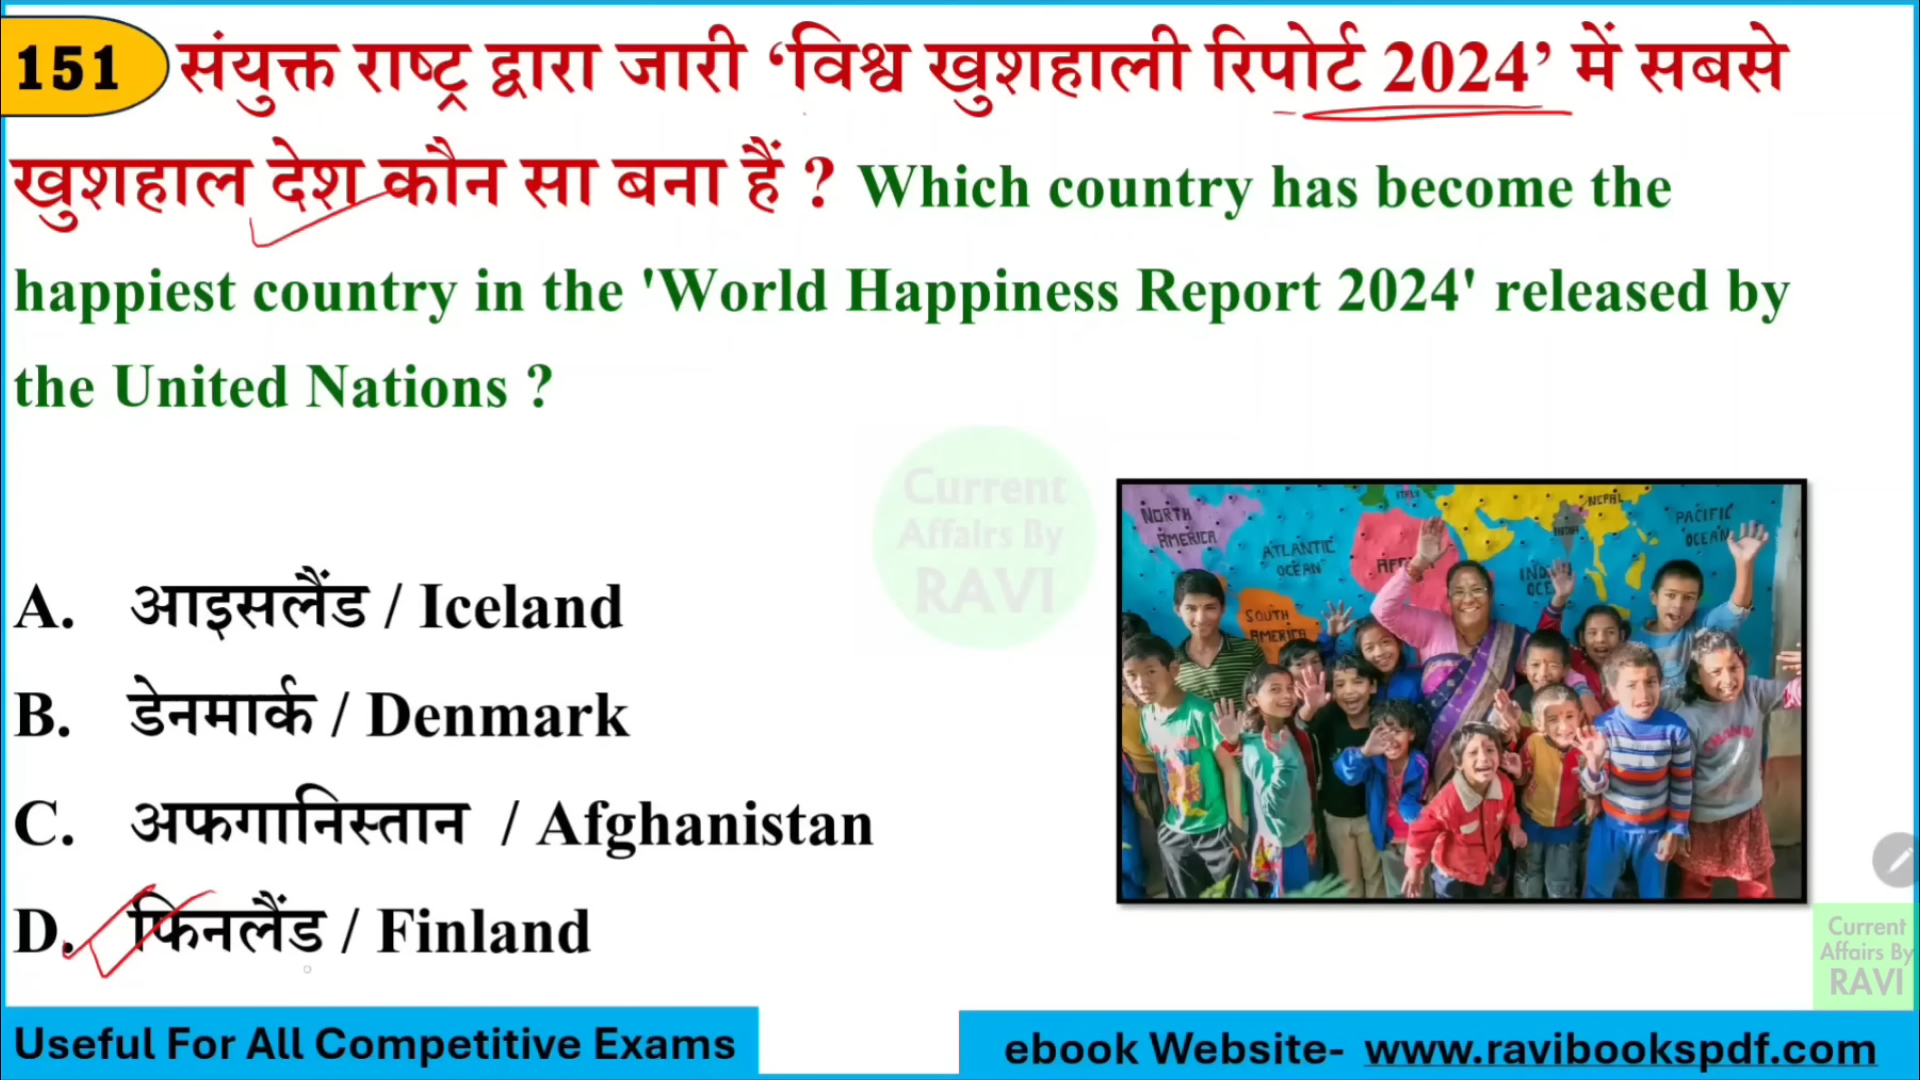 151 संयुक्त राष्ट्र द्वारा जारी ‘विश्व खुशहाली रिपोर्ट 2024’ में सबसे
खुशहाल देश कौन सा बना हैं ? Which country has become the
happiest country in the 'World Happiness Report 2024' released by
the United Nations ?
Current
Affairs By
RAVI
NORTH
AMERICA
ATLANTIC
OCEAN
SOUTH
AMERICA
ITALY
NEPAL
INDIA
PACIFIC
OCEAN
A. आइसलैंड / Iceland
B. डेनमार्क / Denmark
C. अफगानिस्तान / Afghanistan
D. फिनलैंड / Finland
Current
Affairs By
RAVI
Useful For All Competitive Exams
ebook Website- www.ravibookspdf.com